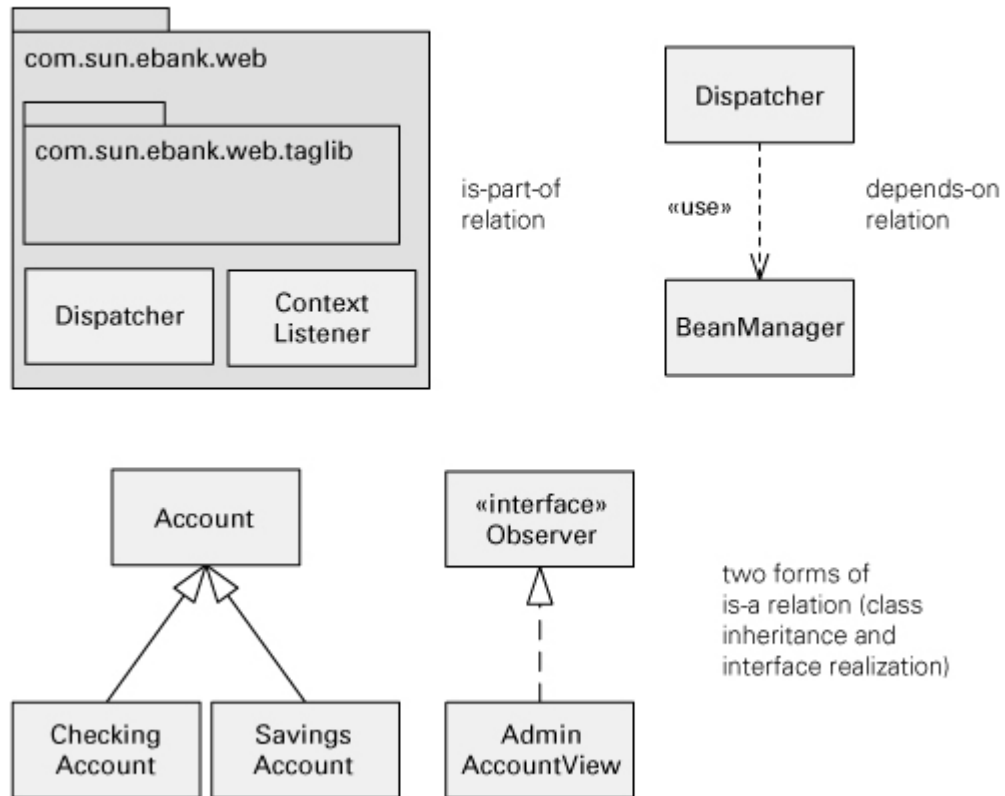 com.sun.ebank.web
com.sun.ebank.web.taglib
Dispatcher
Context
Listener
is-part-of
relation
Dispatcher
«use»
depends-on
relation
BeanManager
Account
Checking
Account
Savings
Account
«interface»
Observer
Admin
AccountView
two forms of
is-a relation (class
inheritance and
interface realization)